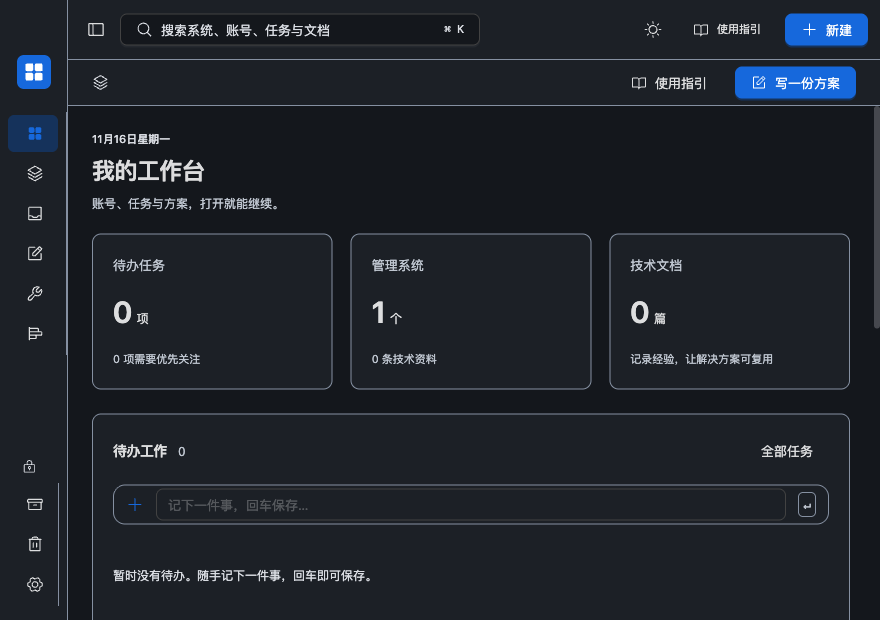 搜索系统、账号、任务与文档 ⌘ K
使用指引
新建
使用指引
写一份方案
11月16日星期一
我的工作台
账号、任务与方案，打开就能继续。
待办任务
0 项
0 项需要优先关注
管理系统
1 个
0 条技术资料
技术文档
0 篇
记录经验，让解决方案可复用
待办工作 0
全部任务
记下一件事，回车保存...
暂时没有待办。随手记下一件事，回车即可保存。